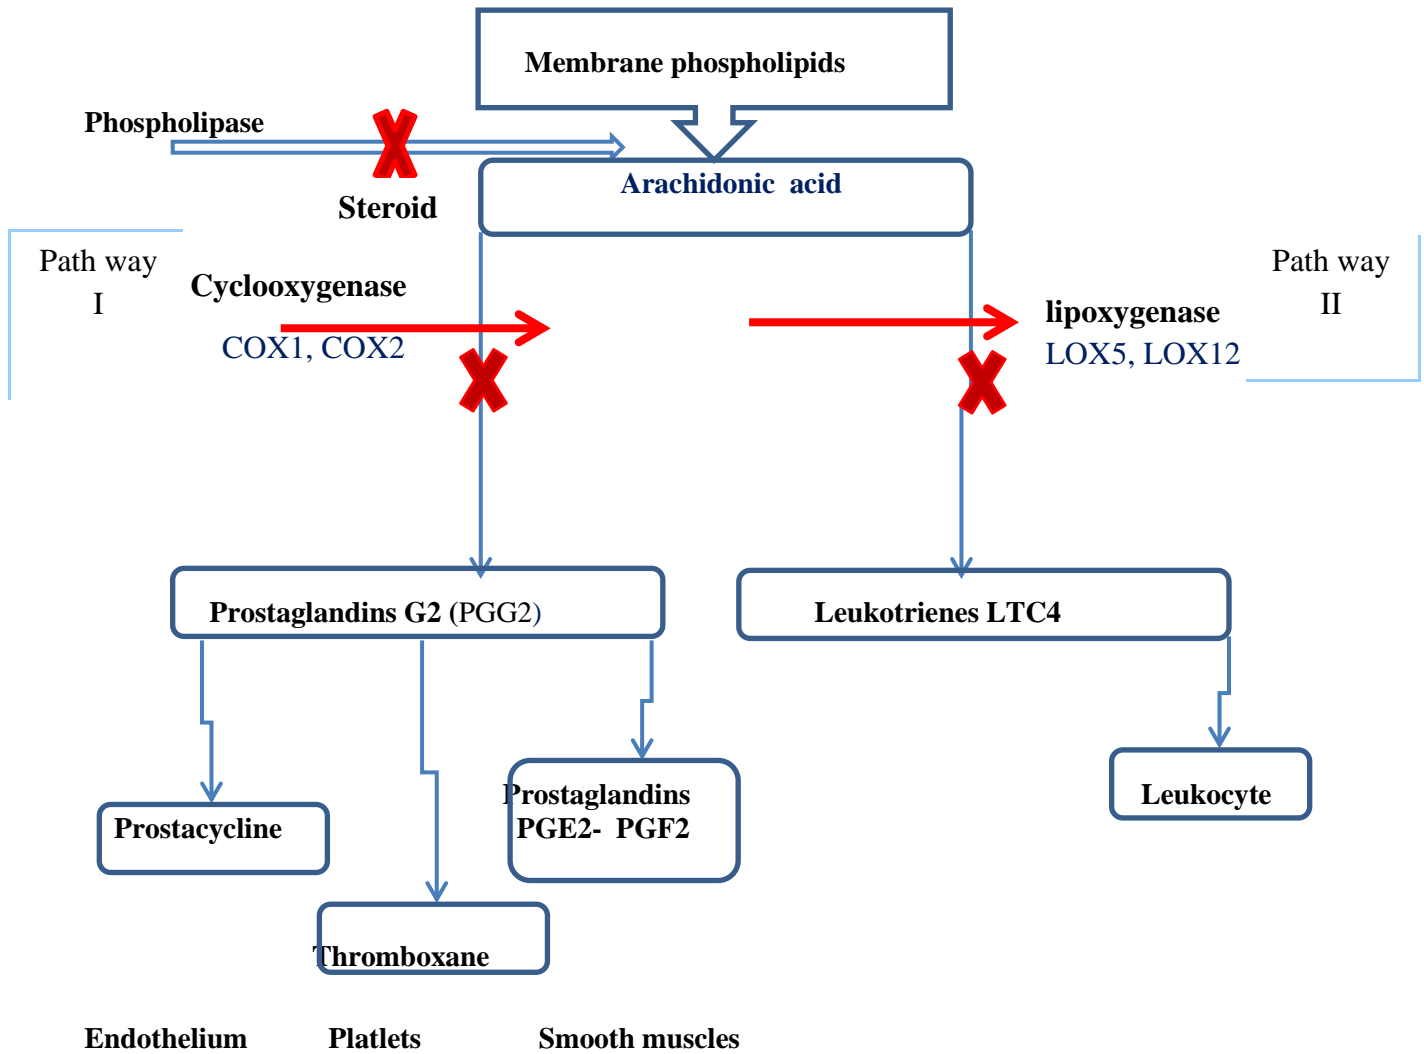 Membrane phospholipids
Phospholipase
Arachidonic acid
Steroid
Path way
I
Cyclooxygenase
COX1, COX2
Path way
II
lipoxygenase
LOX5, LOX12
Prostaglandins G2 (PGG2)
Leukotrienes LTC4
Prostaglandins
PGE2- PGF2
Leukocyte
Prostacycline
Thromboxane
Endothelium Platlets Smooth muscles